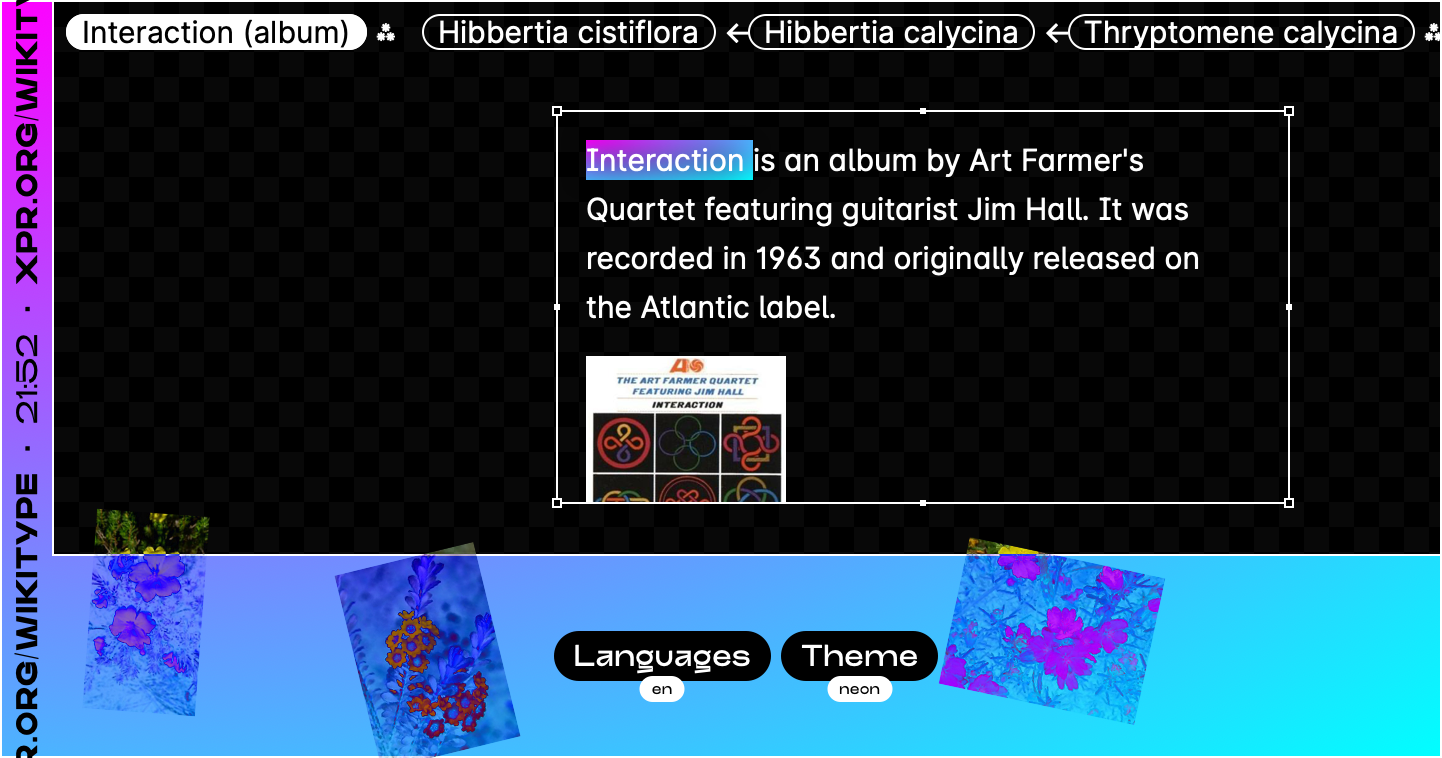 Interaction (album) Hibbertia cistiflora Hibbertia calycina Thryptomene calycina
XPR.ORG/WIKITY
21:52
R.ORG/WIKITYPE
Interaction is an album by Art Farmer's
Quartet featuring guitarist Jim Hall. It was
recorded in 1963 and originally released on
the Atlantic label.
THE ART FARMER QUARTET
FEATURING JIM HALL
INTERACTION
Languages
en
Theme
neon